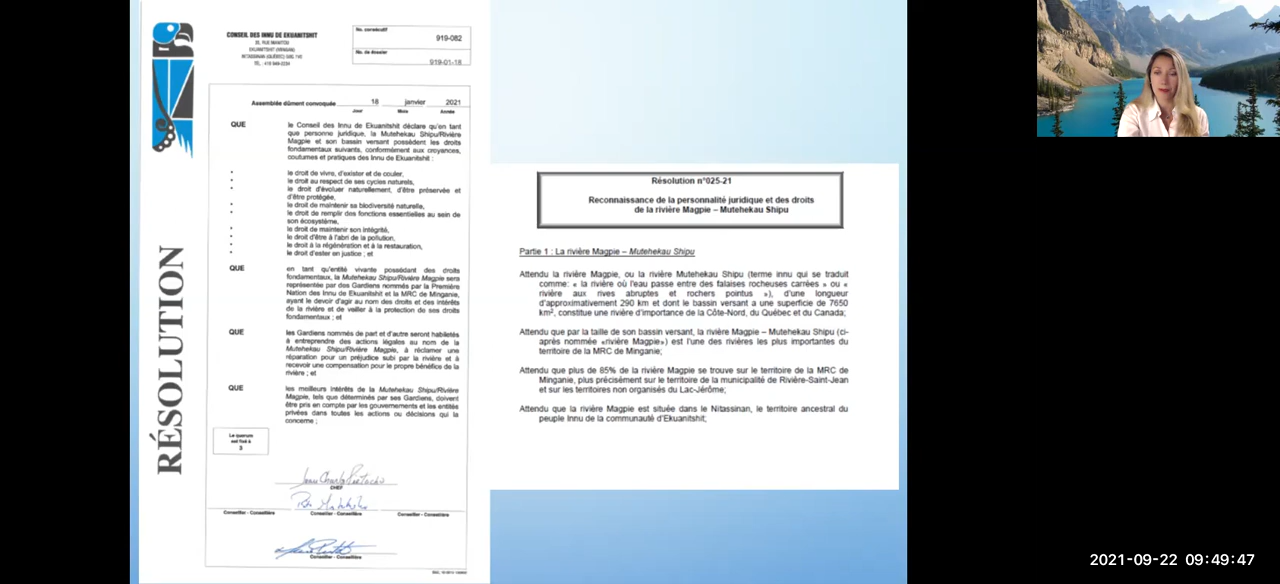 RÉSOLUTION
CONSEIL DES INNU DE EKUANITSHIT
35, RUE MANITOU
EKUANITSHIT (MINGAN)
NITASSINAN (QUÉBEC) G0G 1V0
TÉL. : 418 949-2234
No. consécutif
919-082
No. de dossier
919-01-18
Assemblée dûment convoquée 18 janvier 2021
Jour Mois Année
QUE le Conseil des Innu de Ekuanitshit déclare qu'en tant
que personne juridique, la Mutehekau Shipu/Rivière
Magpie et son bassin versant possèdent les droits
fondamentaux suivants, conformément aux croyances,
coutumes et pratiques des Innu de Ekuanitshit :
• le droit de vivre, d'exister et de couler,
• le droit au respect de ses cycles naturels,
• le droit d'évoluer naturellement, d'être préservée et
d'être protégée,
• le droit de maintenir sa biodiversité naturelle,
• le droit de remplir des fonctions essentielles au sein de
son écosystème,
• le droit de maintenir son intégrité,
• le droit d'être à l'abri de la pollution,
• le droit à la régénération et à la restauration,
• le droit d'ester en justice ; et
QUE en tant qu'entité vivante possédant des droits
fondamentaux, la Mutehekau Shipu/Rivière Magpie sera
représentée par des Gardiens nommés par la Première
Nation des Innu de Ekuanitshit et la MRC de Minganie,
ayant le devoir d'agir au nom des droits et des intérêts
de la rivière et de veiller à la protection de ses droits
fondamentaux ; et
QUE les Gardiens nommés de part et d'autre seront habiletés
à entreprendre des actions légales au nom de la
Mutehekau Shipu/Rivière Magpie, à réclamer une
réparation pour un préjudice subi par la rivière et à
recevoir une compensation pour le propre bénéfice de la
rivière ; et
QUE les meilleurs intérêts de la Mutehekau Shipu/Rivière
Magpie, tels que déterminés par ses Gardiens, doivent
être pris en compte par les gouvernements et les entités
privées dans toutes les actions ou décisions qui la
concerne ;
Le quorum
est fixé à
3
CHEF
Conseiller - Conseillère Conseiller - Conseillère Conseiller - Conseillère
Conseiller - Conseillère
Résolution n°025-21
Reconnaissance de la personnalité juridique et des droits
de la rivière Magpie – Mutehekau Shipu
Partie 1 : La rivière Magpie – Mutehekau Shipu
Attendu la rivière Magpie, ou la rivière Mutehekau Shipu (terme innu qui se traduit
comme: « la rivière où l'eau passe entre des falaises rocheuses carrées » ou «
rivière aux rives abruptes et rochers pointus »), d'une longueur
d'approximativement 290 km et dont le bassin versant a une superficie de 7650
km², constitue une rivière d'importance de la Côte-Nord, du Québec et du Canada;
Attendu que par la taille de son bassin versant, la rivière Magpie – Mutehekau Shipu (ci-
après nommée «rivière Magpie») est l'une des rivières les plus importantes du
territoire de la MRC de Minganie;
Attendu que plus de 85% de la rivière Magpie se trouve sur le territoire de la MRC de
Minganie, plus précisément sur le territoire de la municipalité de Rivière-Saint-Jean
et sur les territoires non organisés du Lac-Jérôme;
Attendu que la rivière Magpie est située dans le Nitassinan, le territoire ancestral du
peuple Innu de la communauté d'Ekuanitshit;
2021-09-22 09:49:47